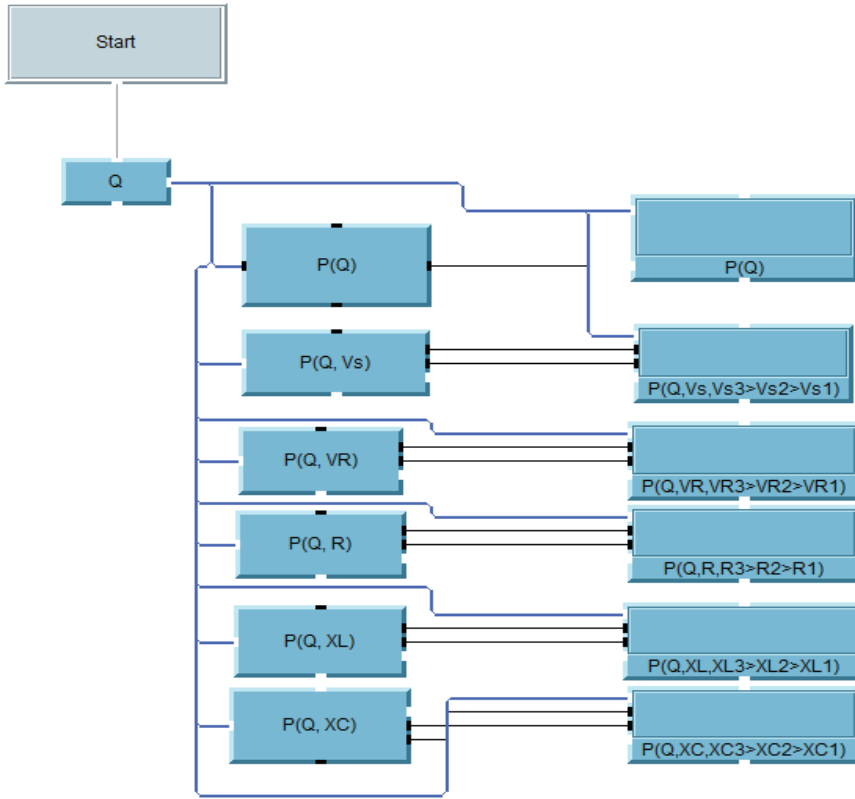 Start
Q
P(Q)
P(Q)
P(Q, Vs)
P(Q,Vs,Vs3>Vs2>Vs1)
P(Q, VR)
P(Q,VR,VR3>VR2>VR1)
P(Q, R)
P(Q,R,R3>R2>R1)
P(Q, XL)
P(Q,XL,XL3>XL2>XL1)
P(Q, XC)
P(Q,XC,XC3>XC2>XC1)